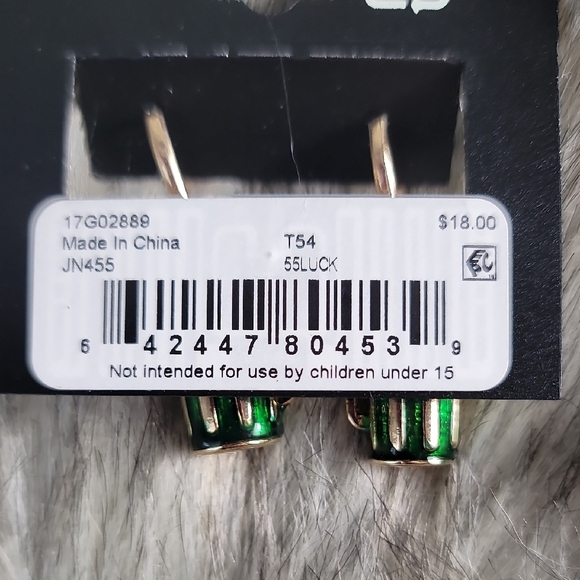 17G02889 $18.00
Made In China T54
JN455 55LUCK
6 42447 80453 9
Not intended for use by children under 15